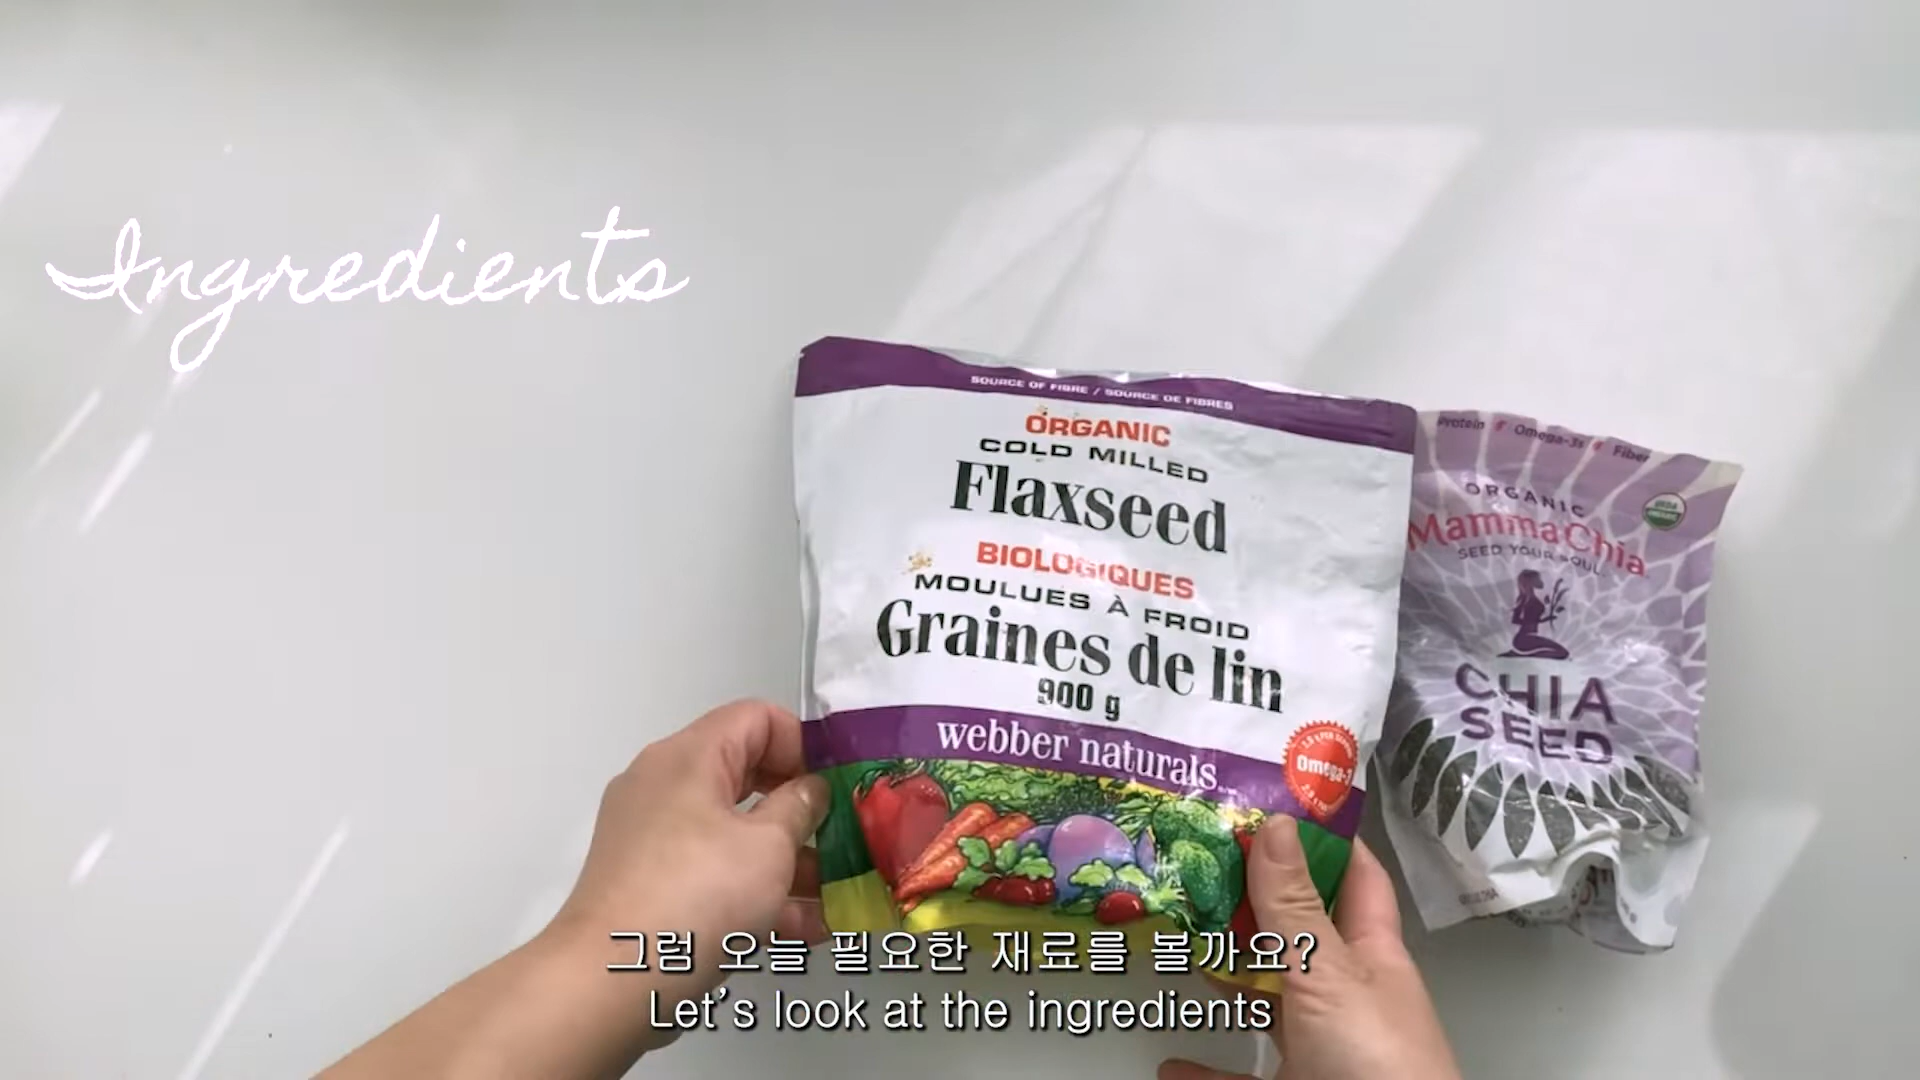 Ingredients
SOURCE OF FIBRE / SOURCE DE FIBRES
ORGANIC
COLD MILLED
Flaxseed
BIOLOGIQUES
MOULUES À FROID
Graines de lin
900 g
webber naturals
Omega-3
Protein Omega-3s Fiber
ORGANIC
USDA
ORGANIC
MammaChia
SEED YOUR SOUL
CHIA
SEED
그럼 오늘 필요한 재료를 볼까요?
Let's look at the ingredients